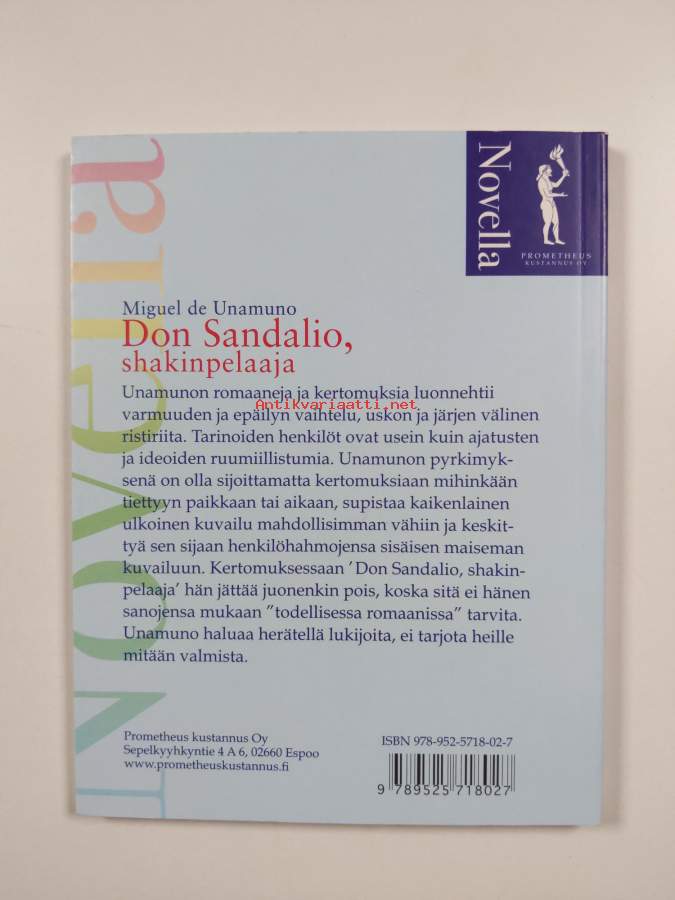 Novella
Novella
PROMETHEUS
KUSTANNUS OY
Miguel de Unamuno
Don Sandalio,
shakinpelaaja
Unamunon romaaneja ja kertomuksia luonnehtii
Antikvariaatti.net
varmuuden ja epäilyn vaihtelu, uskon ja järjen välinen
ristiriita. Tarinoiden henkilöt ovat usein kuin ajatusten
ja ideoiden ruumiillistumia. Unamunon pyrkimyk-
senä on olla sijoittamatta kertomuksiaan mihinkään
tiettyyn paikkaan tai aikaan, supistaa kaikenlainen
ulkoinen kuvailu mahdollisimman vähiin ja keskit-
tyä sen sijaan henkilöhahmojensa sisäisen maiseman
kuvailuun. Kertomuksessaan ’Don Sandalio, shakin-
pelaaja’ hän jättää juonenkin pois, koska sitä ei hänen
sanojensa mukaan ”todellisessa romaanissa” tarvita.
Unamuno haluaa herätellä lukijoita, ei tarjota heille
mitään valmista.
Prometheus kustannus Oy
Sepelkyyhkyntie 4 A 6, 02660 Espoo
www.prometheuskustannus.fi
ISBN 978-952-5718-02-7
9 789525 718027